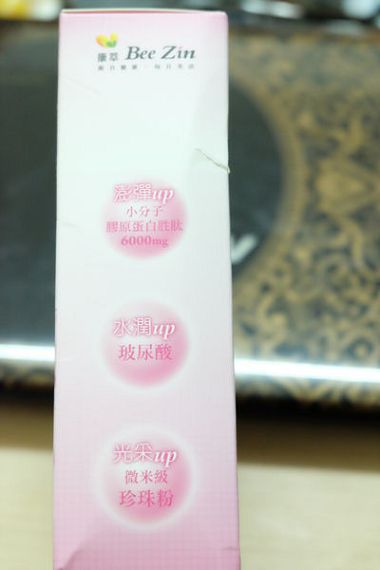 康萃 Bee Zin
澎彈up
小分子
膠原蛋白胜肽
6000mg
水潤up
玻尿酸
光采up
微米級
珍珠粉